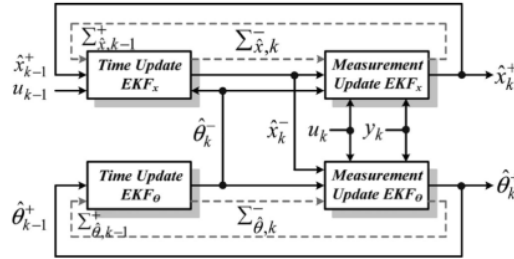 Σ⁺x̂,k-1 Σ⁻x̂,k
x̂⁺k-1 Time Update EKFx Measurement Update EKFx x̂⁺k
uk-1
θ̂⁻k x̂⁻k uk yk
Time Update EKFθ Measurement Update EKFθ θ̂⁻k
θ̂⁺k-1 Σ⁺θ̂,k-1 Σ⁻θ̂,k